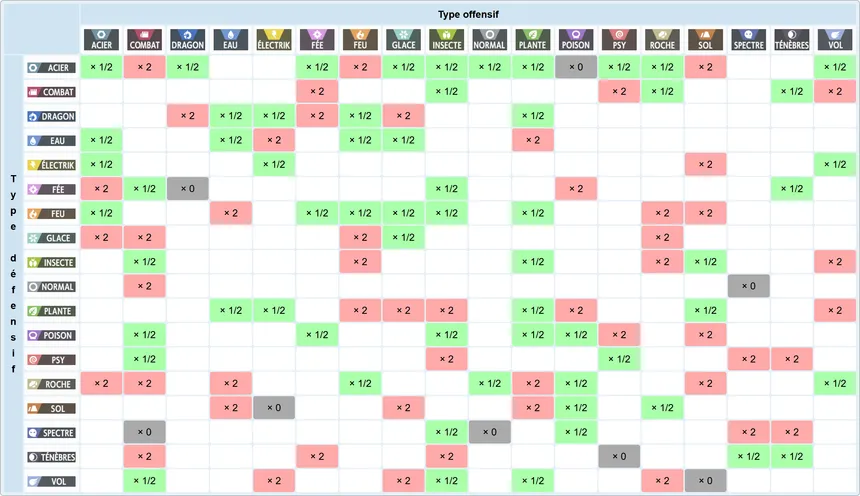 Type offensif
ACIER COMBAT DRAGON EAU ÉLECTRIK FÉE FEU GLACE INSECTE NORMAL PLANTE POISON PSY ROCHE SOL SPECTRE TÉNÈBRES VOL
Type défensif
ACIER × 1/2 × 2 × 1/2 × 1/2 × 2 × 1/2 × 1/2 × 1/2 × 1/2 × 0 × 1/2 × 1/2 × 2 × 1/2
COMBAT × 2 × 1/2 × 2 × 1/2 × 1/2 × 2
DRAGON × 2 × 1/2 × 1/2 × 2 × 1/2 × 2 × 1/2
EAU × 1/2 × 1/2 × 2 × 1/2 × 1/2 × 2
ÉLECTRIK × 1/2 × 1/2 × 2 × 1/2
FÉE × 2 × 1/2 × 0 × 1/2 × 2 × 1/2
FEU × 1/2 × 2 × 1/2 × 1/2 × 1/2 × 1/2 × 1/2 × 2 × 2
GLACE × 2 × 2 × 2 × 1/2 × 2
INSECTE × 1/2 × 2 × 1/2 × 2 × 1/2 × 2
NORMAL × 2 × 0
PLANTE × 1/2 × 1/2 × 2 × 2 × 2 × 1/2 × 2 × 1/2 × 2
POISON × 1/2 × 1/2 × 1/2 × 1/2 × 1/2 × 2 × 2
PSY × 1/2 × 2 × 1/2 × 2 × 2
ROCHE × 2 × 2 × 2 × 1/2 × 1/2 × 2 × 1/2 × 2 × 1/2
SOL × 2 × 0 × 2 × 2 × 1/2 × 1/2
SPECTRE × 0 × 1/2 × 0 × 1/2 × 2 × 2
TÉNÈBRES × 2 × 2 × 2 × 0 × 1/2 × 1/2
VOL × 1/2 × 2 × 2 × 1/2 × 1/2 × 2 × 0